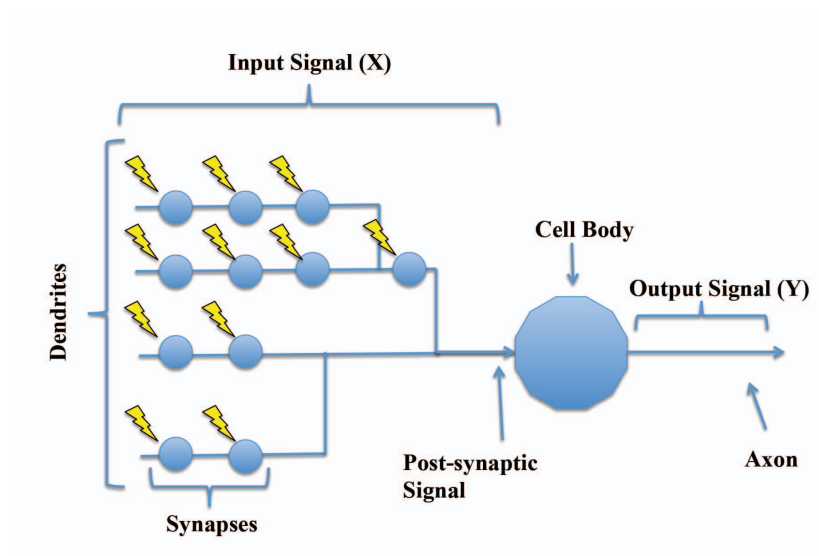 Input Signal (X)
Cell Body
Output Signal (Y)
Dendrites
Post-synaptic
Signal
Axon
Synapses